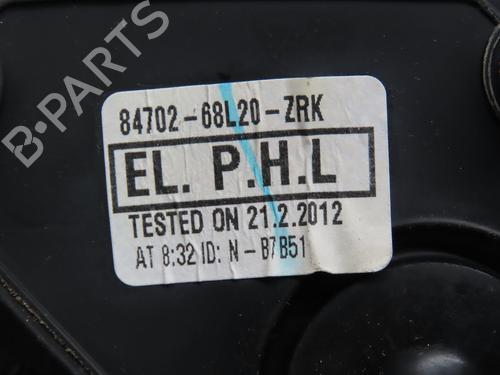 84702-68L20-ZRK
EL. P.H.L
TESTED ON 21.2.2012
AT 8:32 ID: N - B7B51
B-PARTS